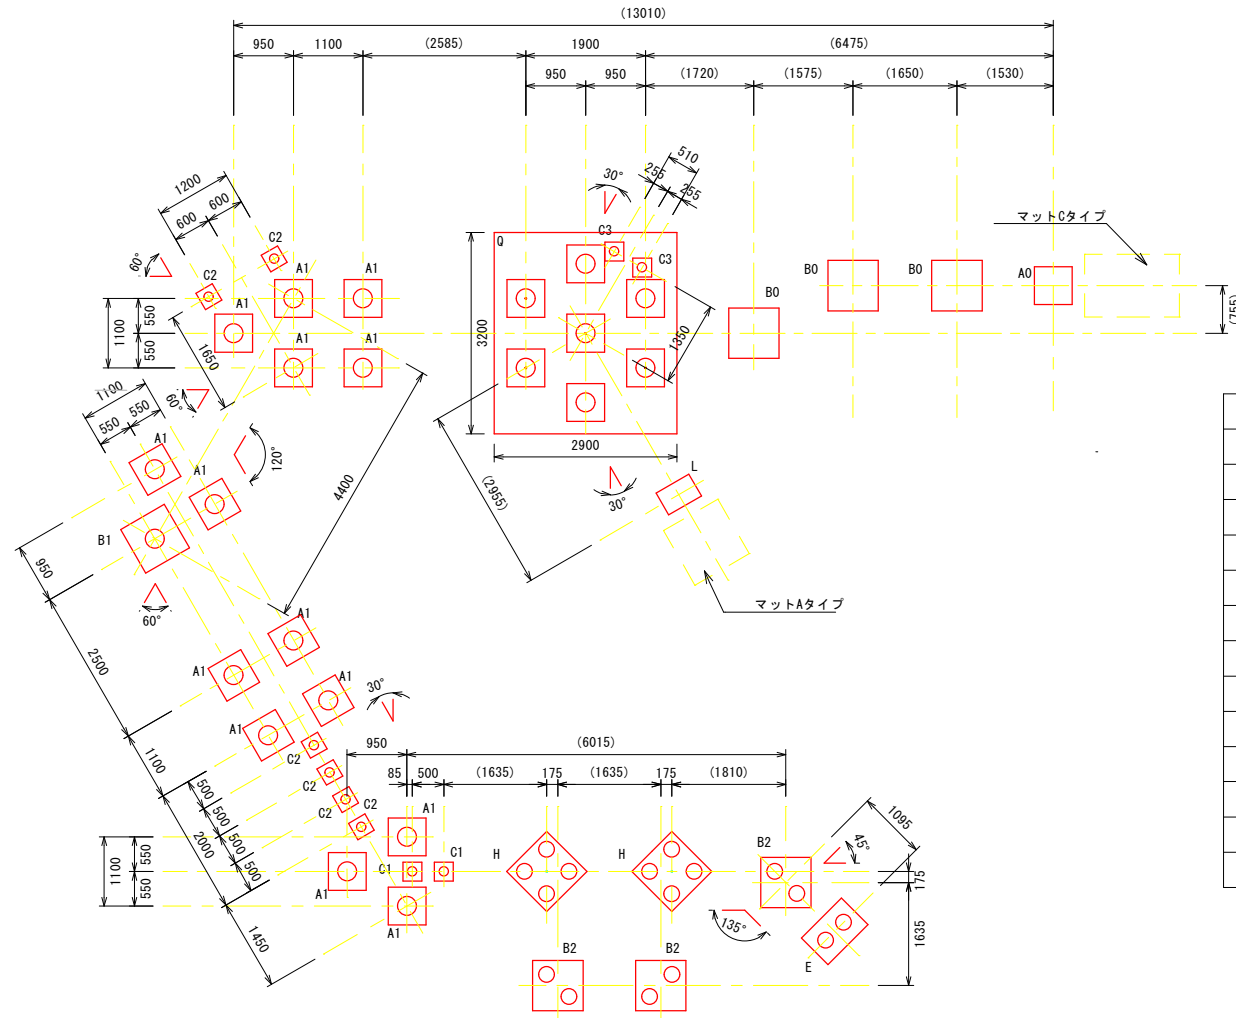 (13010)
950
1100
(2585)
1900
(6475)
950
950
(1720)
(1575)
(1650)
(1530)
510
255
255
30°
1200
600
600
C2
C2
60°
A1
A1
A1
A1
A1
550
1100
550
1650
Q
C3
C3
3200
1350
2900
B0
B0
B0
A0
マットCタイプ
(755)
60°
1100
550
550
A1
A1
120°
4400
(2955)
30°
L
B1
950
60°
マットAタイプ
2500
A1
A1
A1
A1
30°
1100
C2
C2
C2
C2
500
500
500
500
2000
1450
950
(6015)
85
500
(1635)
175
(1635)
175
(1810)
A1
550
1100
550
A1
C1
C1
A1
H
H
B2
1095
45°
175
1635
135°
E
B2
B2